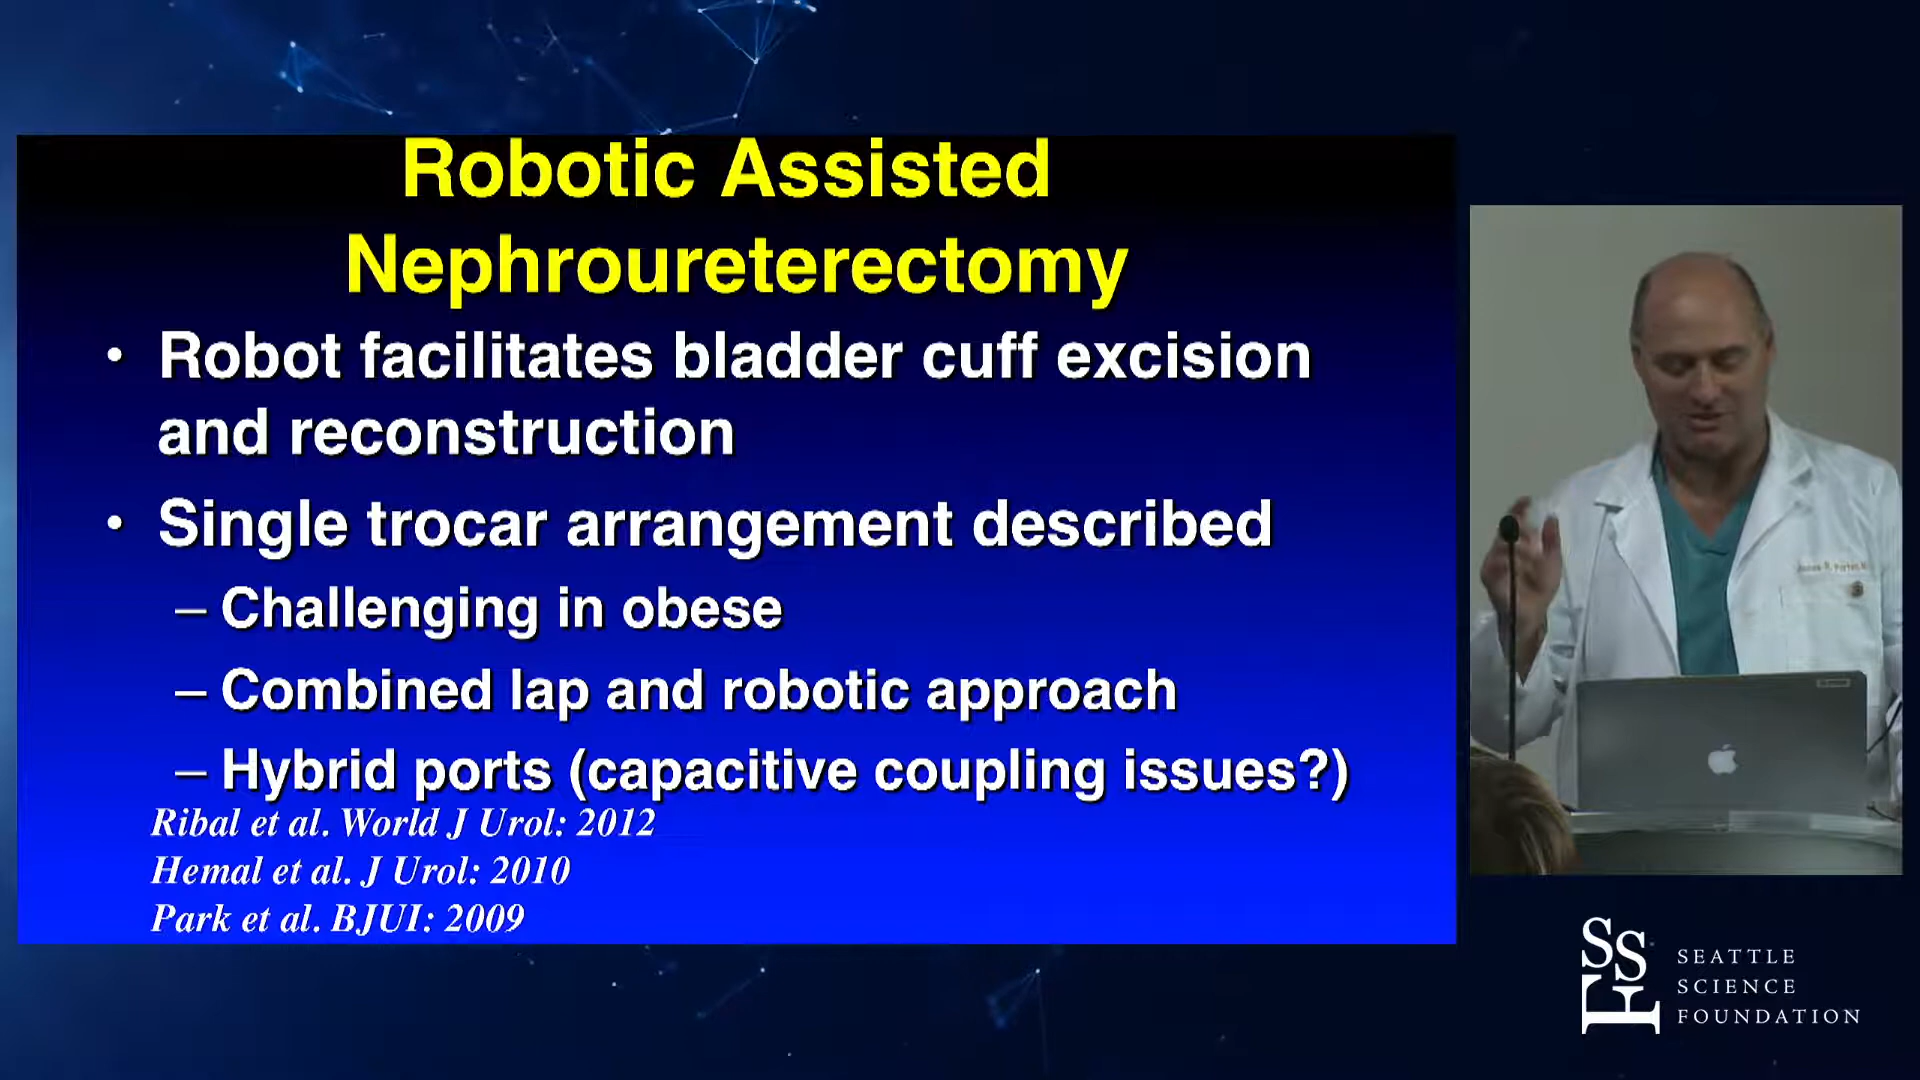 Robotic Assisted
Nephroureterectomy
• Robot facilitates bladder cuff excision
and reconstruction
• Single trocar arrangement described
– Challenging in obese
– Combined lap and robotic approach
– Hybrid ports (capacitive coupling issues?)
Ribal et al. World J Urol: 2012
Hemal et al. J Urol: 2010
Park et al. BJUI: 2009
SSF
SEATTLE
SCIENCE
FOUNDATION